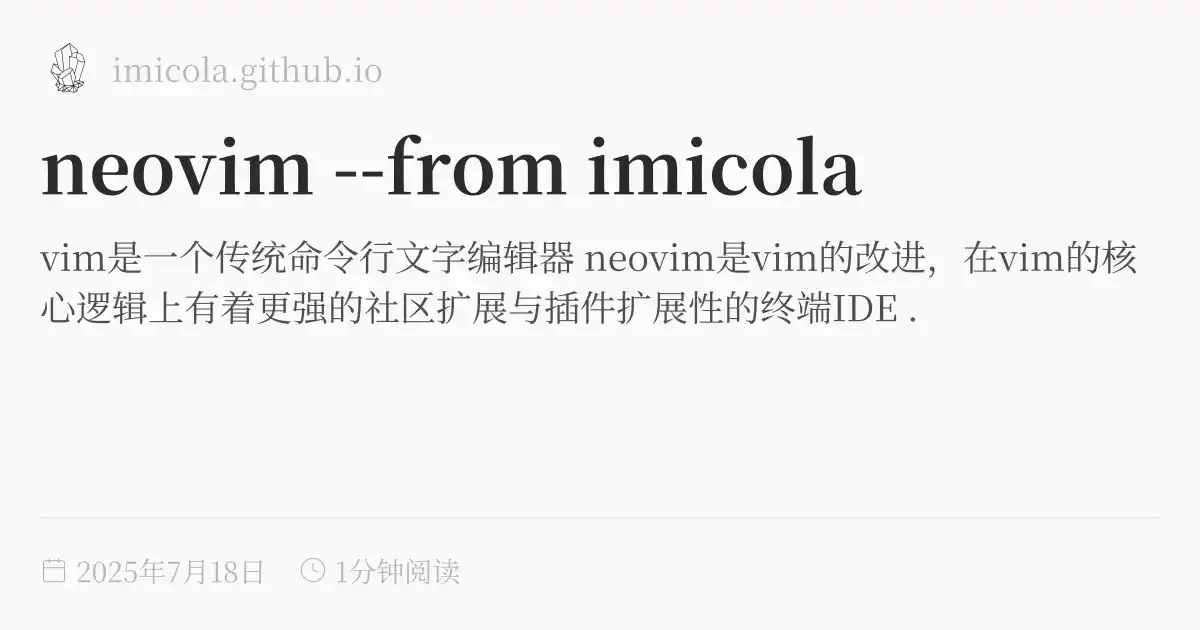 imicola.github.io
neovim --from imicola
vim是一个传统命令行文字编辑器 neovim是vim的改进，在vim的核
心逻辑上有着更强的社区扩展与插件扩展性的终端IDE .
2025年7月18日 1分钟阅读